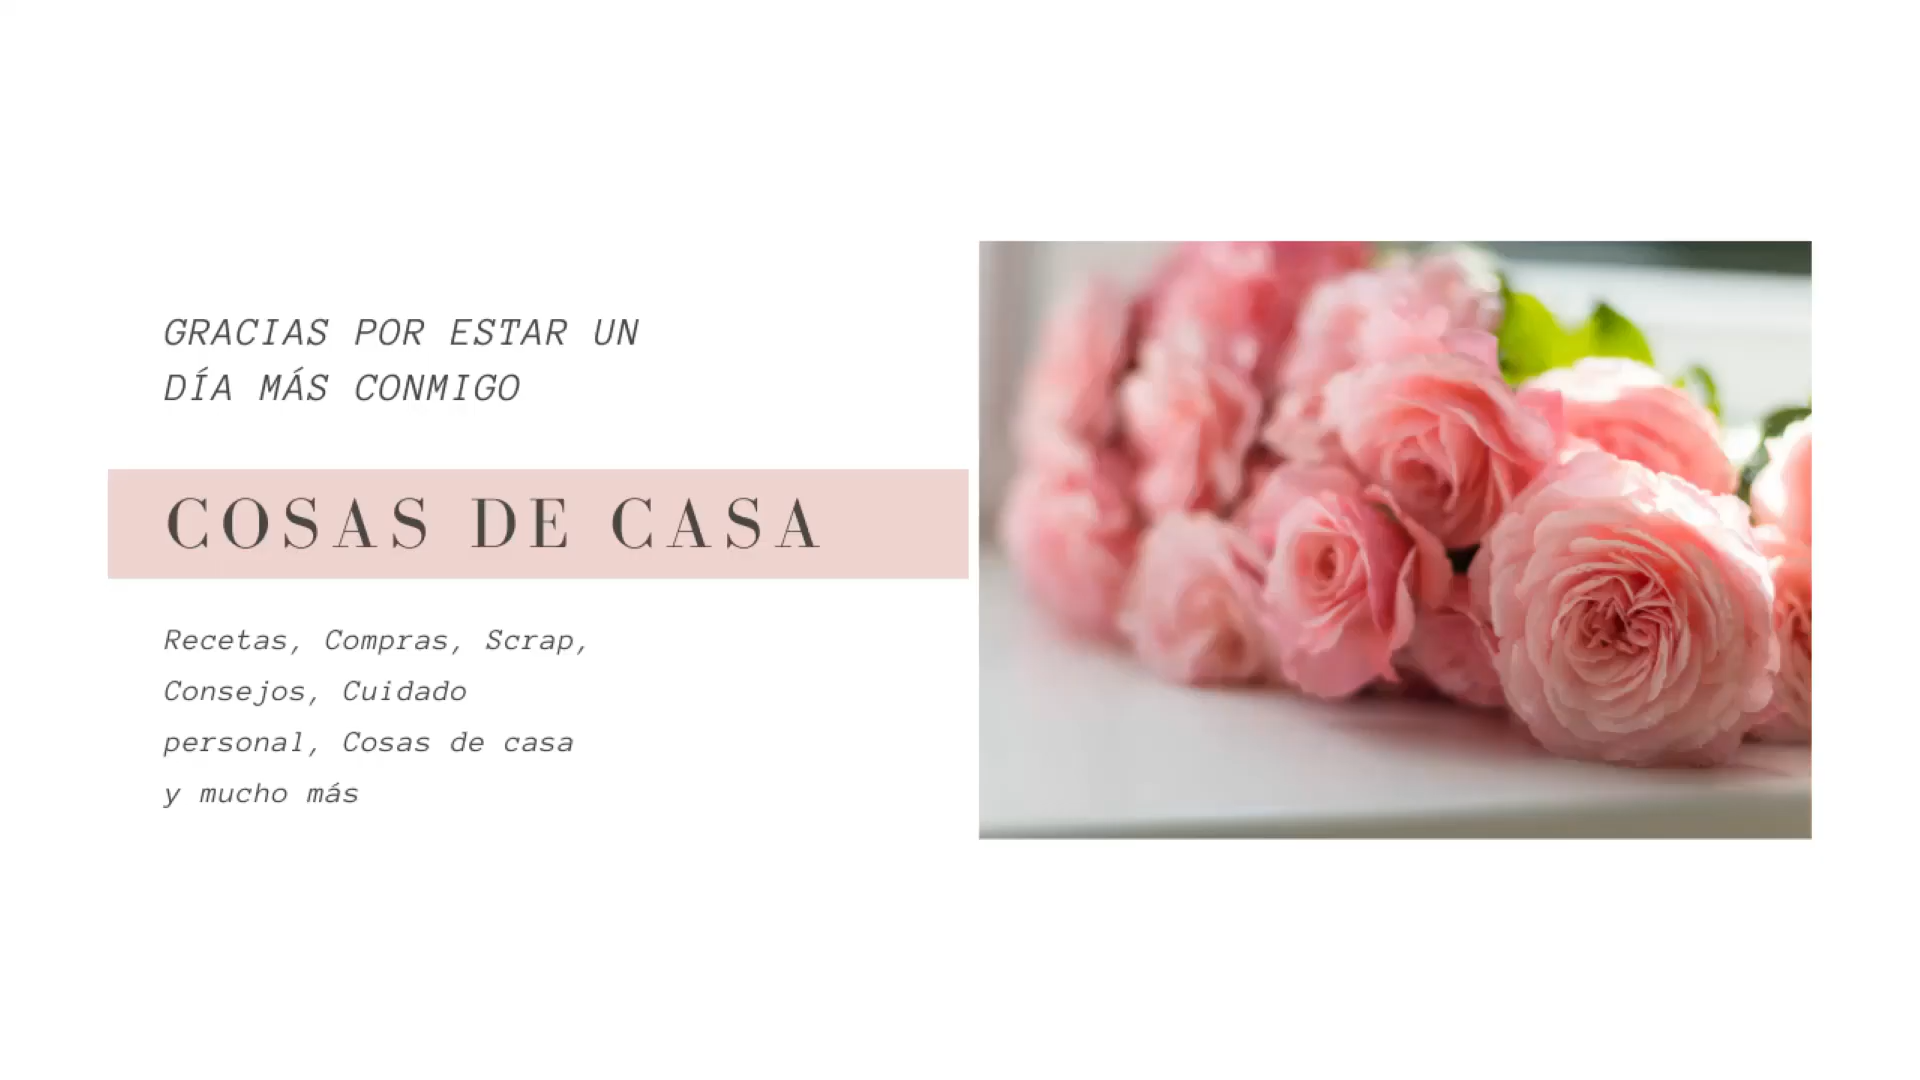 GRACIAS POR ESTAR UN
DÍA MÁS CONMIGO
COSAS DE CASA
Recetas, Compras, Scrap,
Consejos, Cuidado
personal, Cosas de casa
y mucho más